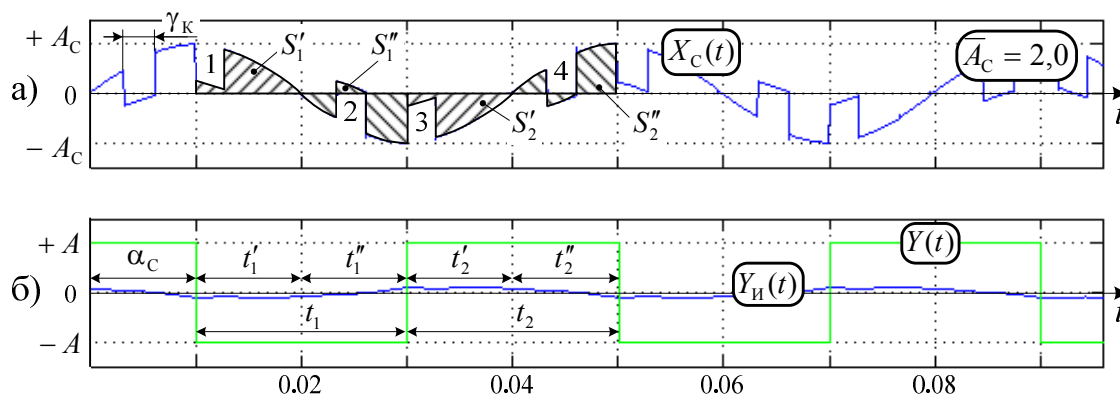 γК
+ AС
1
S′1
S″1
4
XС(t)
A̅С = 2,0
а)
0
t
2
3
S′2
S″2
− AС
+ A
αС
t′1
t″1
t′2
t″2
Y(t)
б)
0
YИ(t)
t
t1
t2
− A
0.02
0.04
0.06
0.08